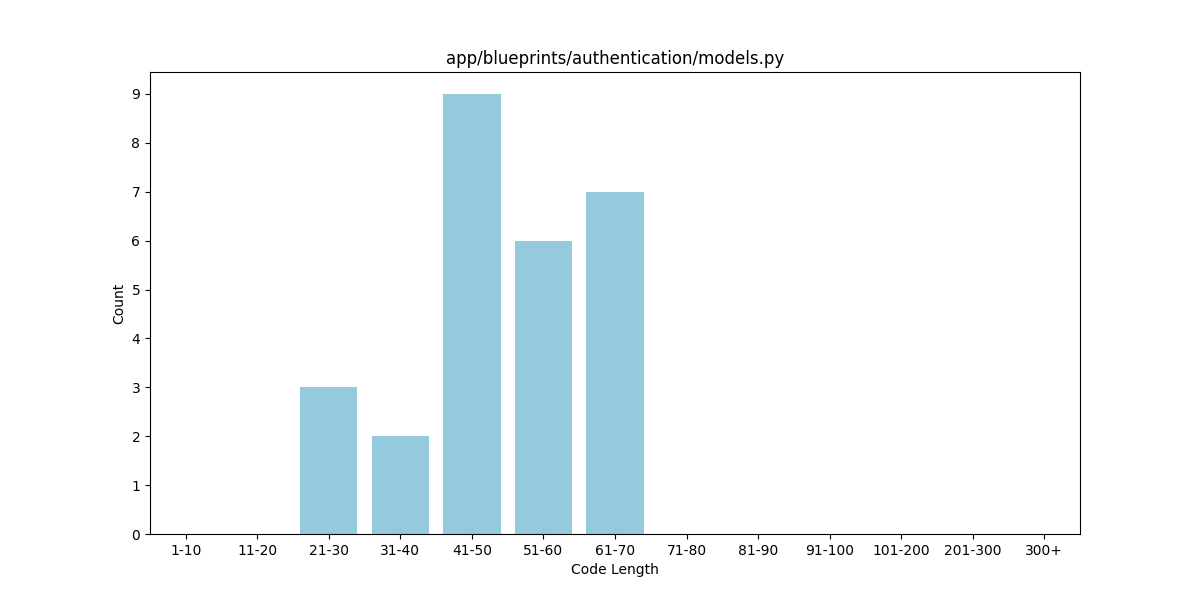 app/blueprints/authentication/models.py
9
8
7
6
5
4
3
2
1
0
Count
1-10 11-20 21-30 31-40 41-50 51-60 61-70 71-80 81-90 91-100 101-200 201-300 300+
Code Length